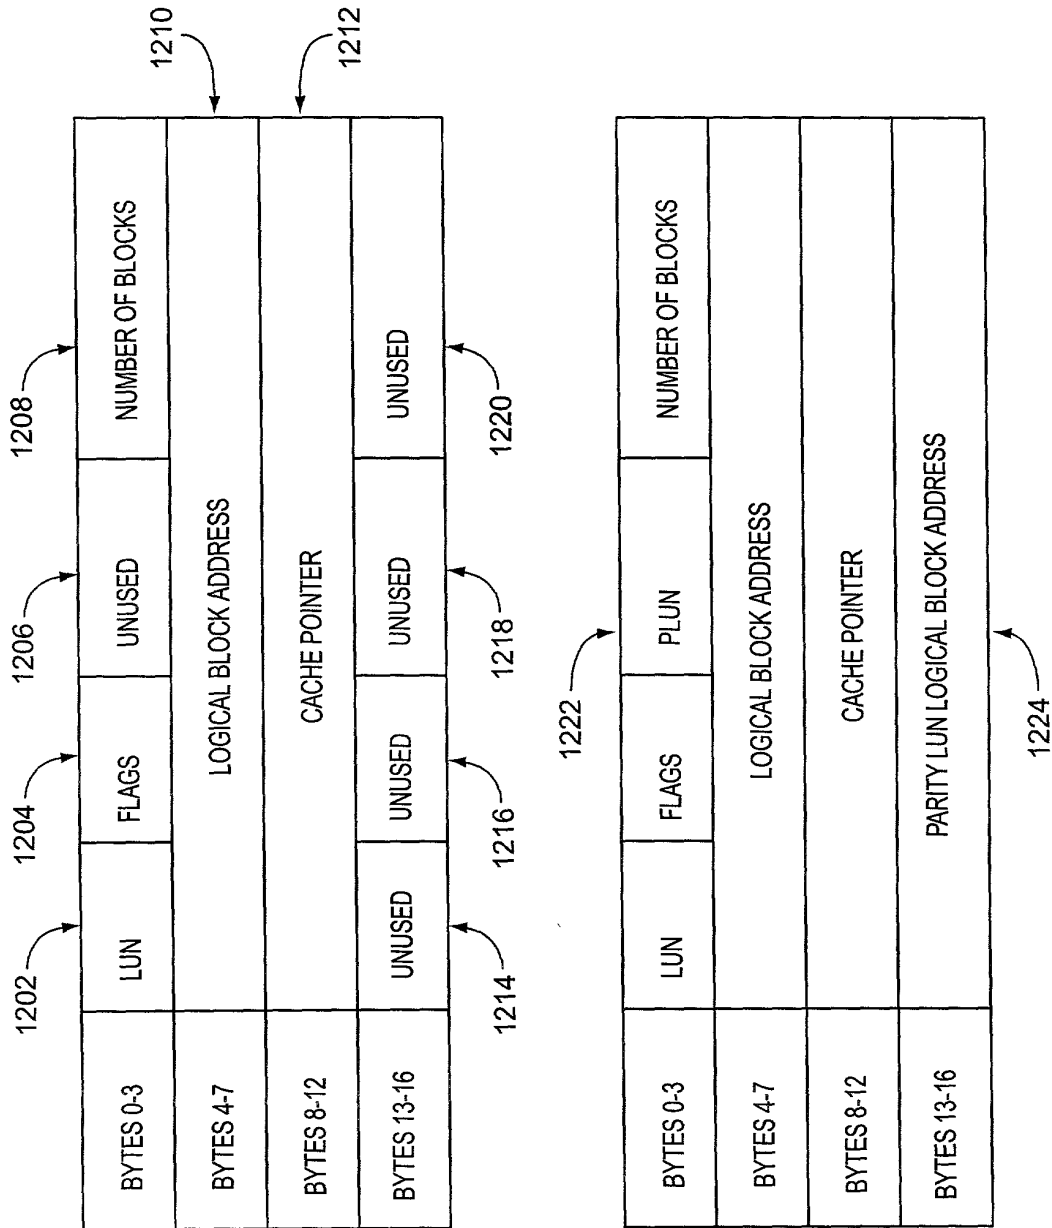 1202
1204
1206
1208
BYTES 0-3
LUN
FLAGS
UNUSED
NUMBER OF BLOCKS
1210
BYTES 4-7
LOGICAL BLOCK ADDRESS
1212
BYTES 8-12
CACHE POINTER
BYTES 13-16
UNUSED
UNUSED
UNUSED
UNUSED
1214
1216
1218
1220
1222
BYTES 0-3
LUN
FLAGS
PLUN
NUMBER OF BLOCKS
BYTES 4-7
LOGICAL BLOCK ADDRESS
BYTES 8-12
CACHE POINTER
BYTES 13-16
PARITY LUN LOGICAL BLOCK ADDRESS
1224